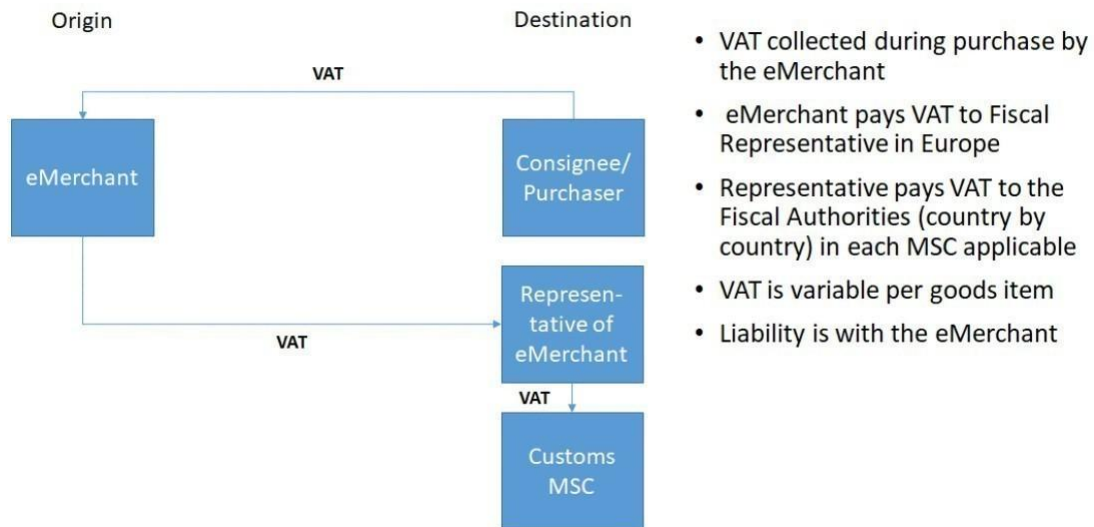 Origin
Destination
VAT
eMerchant
Consignee/
Purchaser
Represen-
tative of
eMerchant
VAT
VAT
Customs
MSC
• VAT collected during purchase by
the eMerchant
• eMerchant pays VAT to Fiscal
Representative in Europe
• Representative pays VAT to the
Fiscal Authorities (country by
country) in each MSC applicable
• VAT is variable per goods item
• Liability is with the eMerchant